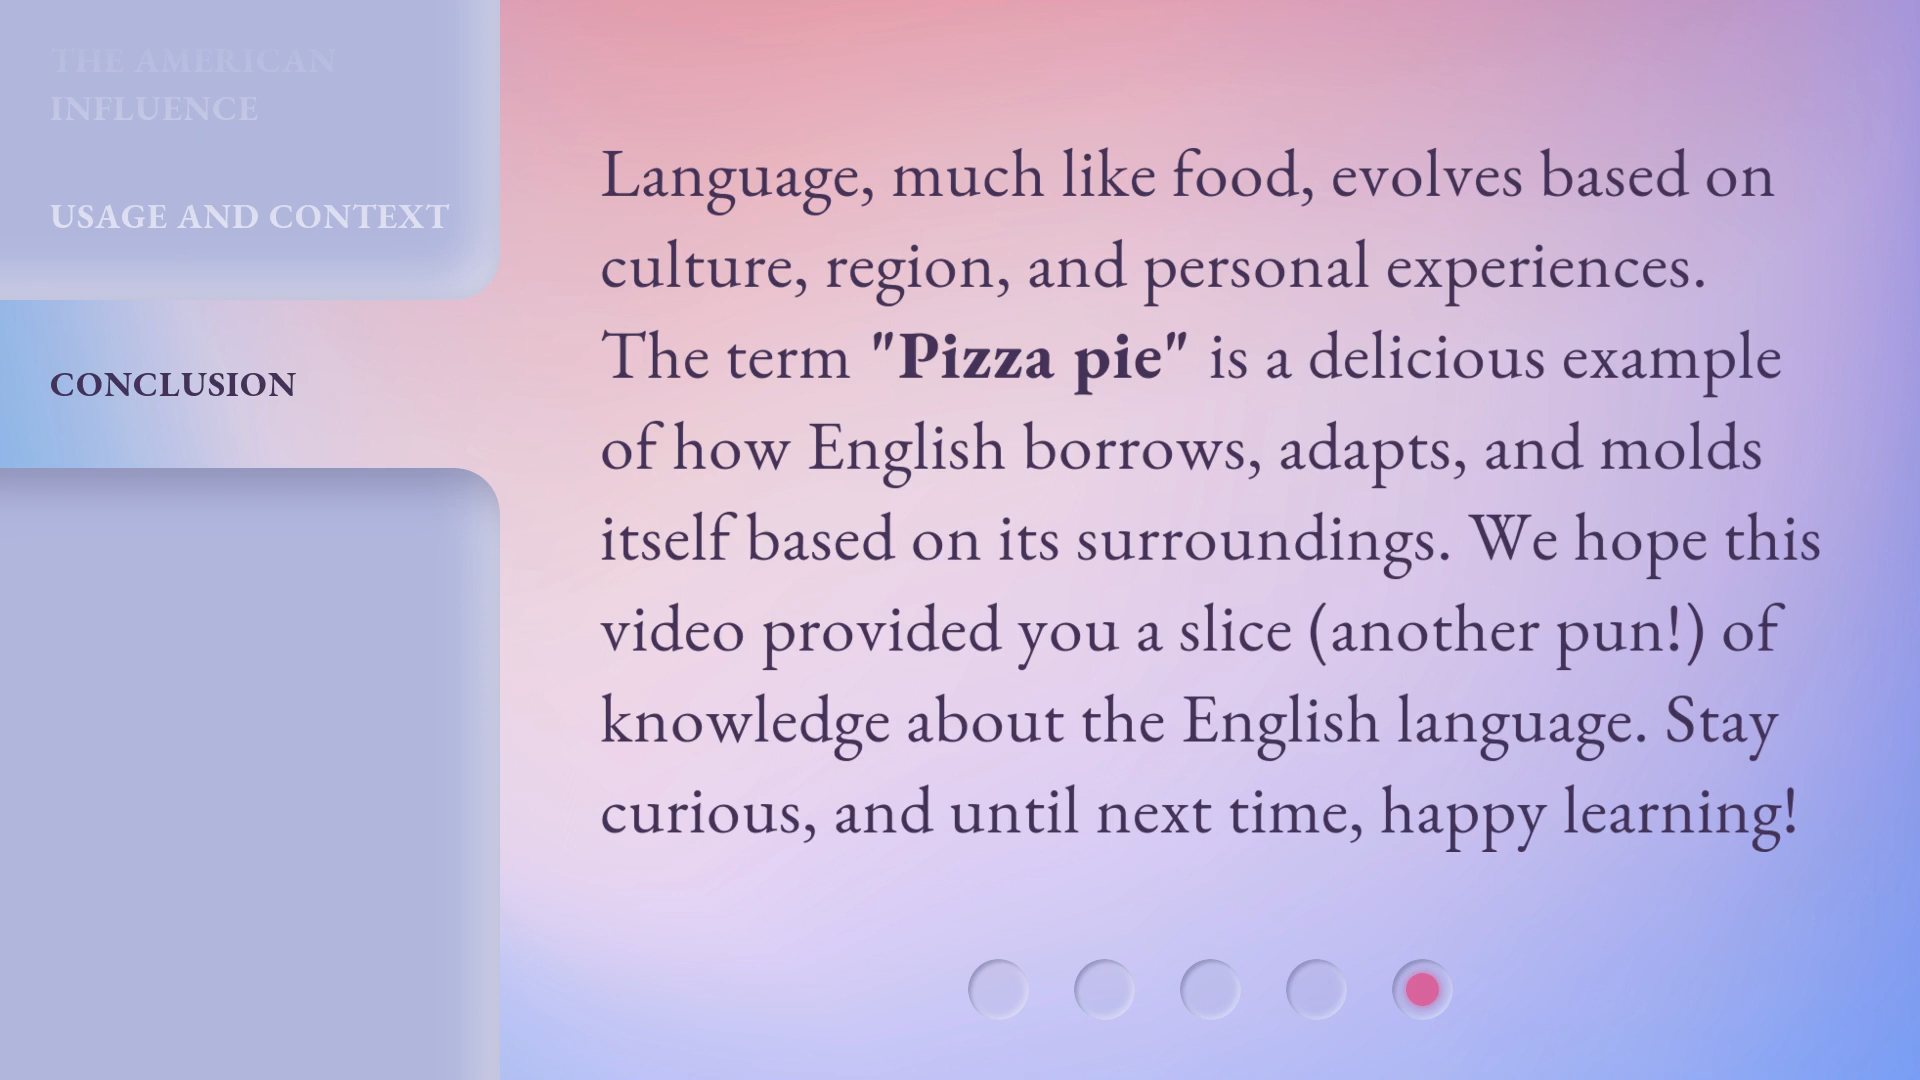 THE AMERICAN
INFLUENCE
USAGE AND CONTEXT
CONCLUSION
Language, much like food, evolves based on
culture, region, and personal experiences.
The term "Pizza pie" is a delicious example
of how English borrows, adapts, and molds
itself based on its surroundings. We hope this
video provided you a slice (another pun!) of
knowledge about the English language. Stay
curious, and until next time, happy learning!